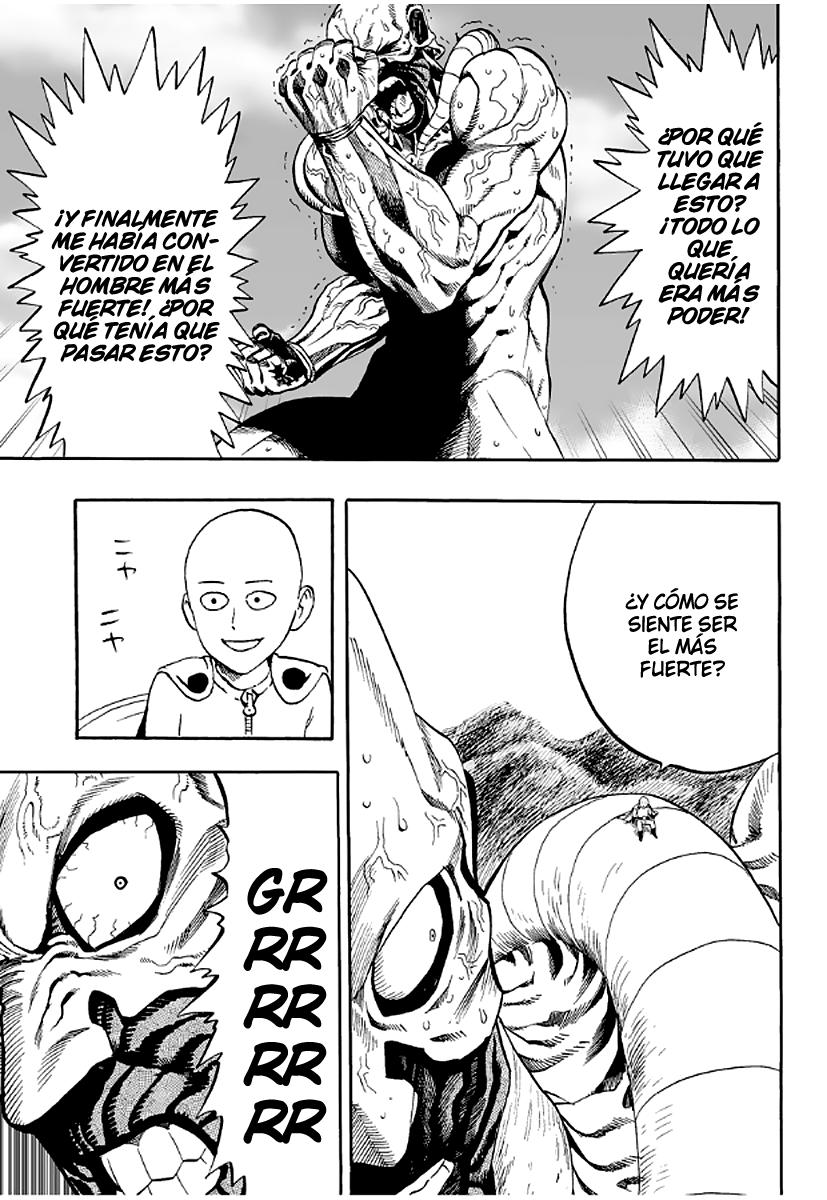 ¿POR QUÉ
TUVO QUE
LLEGAR A
ESTO?
¡TODO LO
QUE
QUERÍA
ERA MÁS
PODER!
¡Y FINALMENTE
ME HABÍA CON-
VERTIDO EN EL
HOMBRE MÁS
FUERTE! ¿POR
QUÉ TENÍA QUE
PASAR ESTO?
¿Y CÓMO SE
SIENTE SER
EL MÁS
FUERTE?
ニヤ
ニヤ
GR
RR
RR
RR
RR